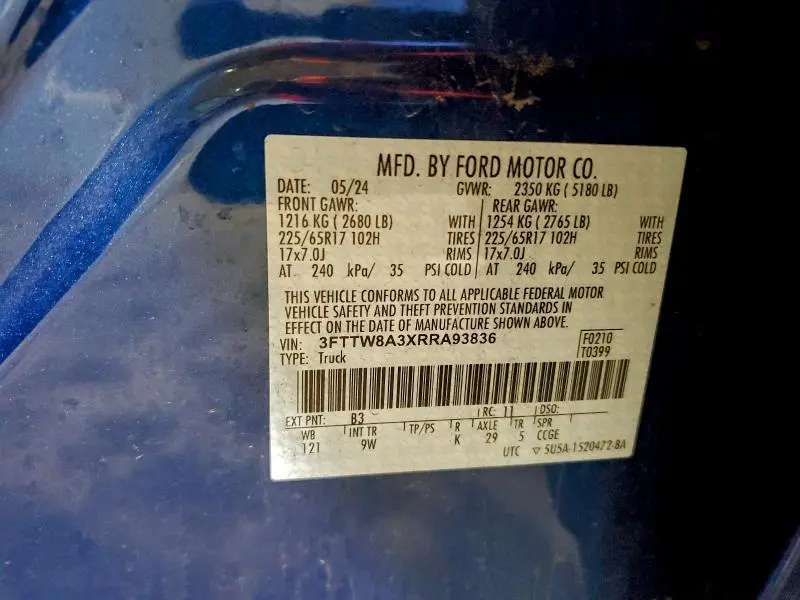 MFD. BY FORD MOTOR CO.
DATE: 05/24 GVWR: 2350 KG ( 5180 LB)
FRONT GAWR: REAR GAWR:
1216 KG ( 2680 LB) WITH 1254 KG ( 2765 LB) WITH
225/65R17 102H TIRES 225/65R17 102H TIRES
17x7.0J RIMS 17x7.0J RIMS
AT 240 kPa/ 35 PSI COLD AT 240 kPa/ 35 PSI COLD
THIS VEHICLE CONFORMS TO ALL APPLICABLE FEDERAL MOTOR
VEHICLE SAFETY AND THEFT PREVENTION STANDARDS IN
EFFECT ON THE DATE OF MANUFACTURE SHOWN ABOVE.
VIN: 3FTTW8A3XRRA93836 F0210
TYPE: Truck T0399
EXT PNT: B3 RC: 11 DSO:
WB INT TR TP/PS R AXLE TR SPR
121 9W K 29 5 CCGE
UTC ▽ 5U5A-1520472-BA